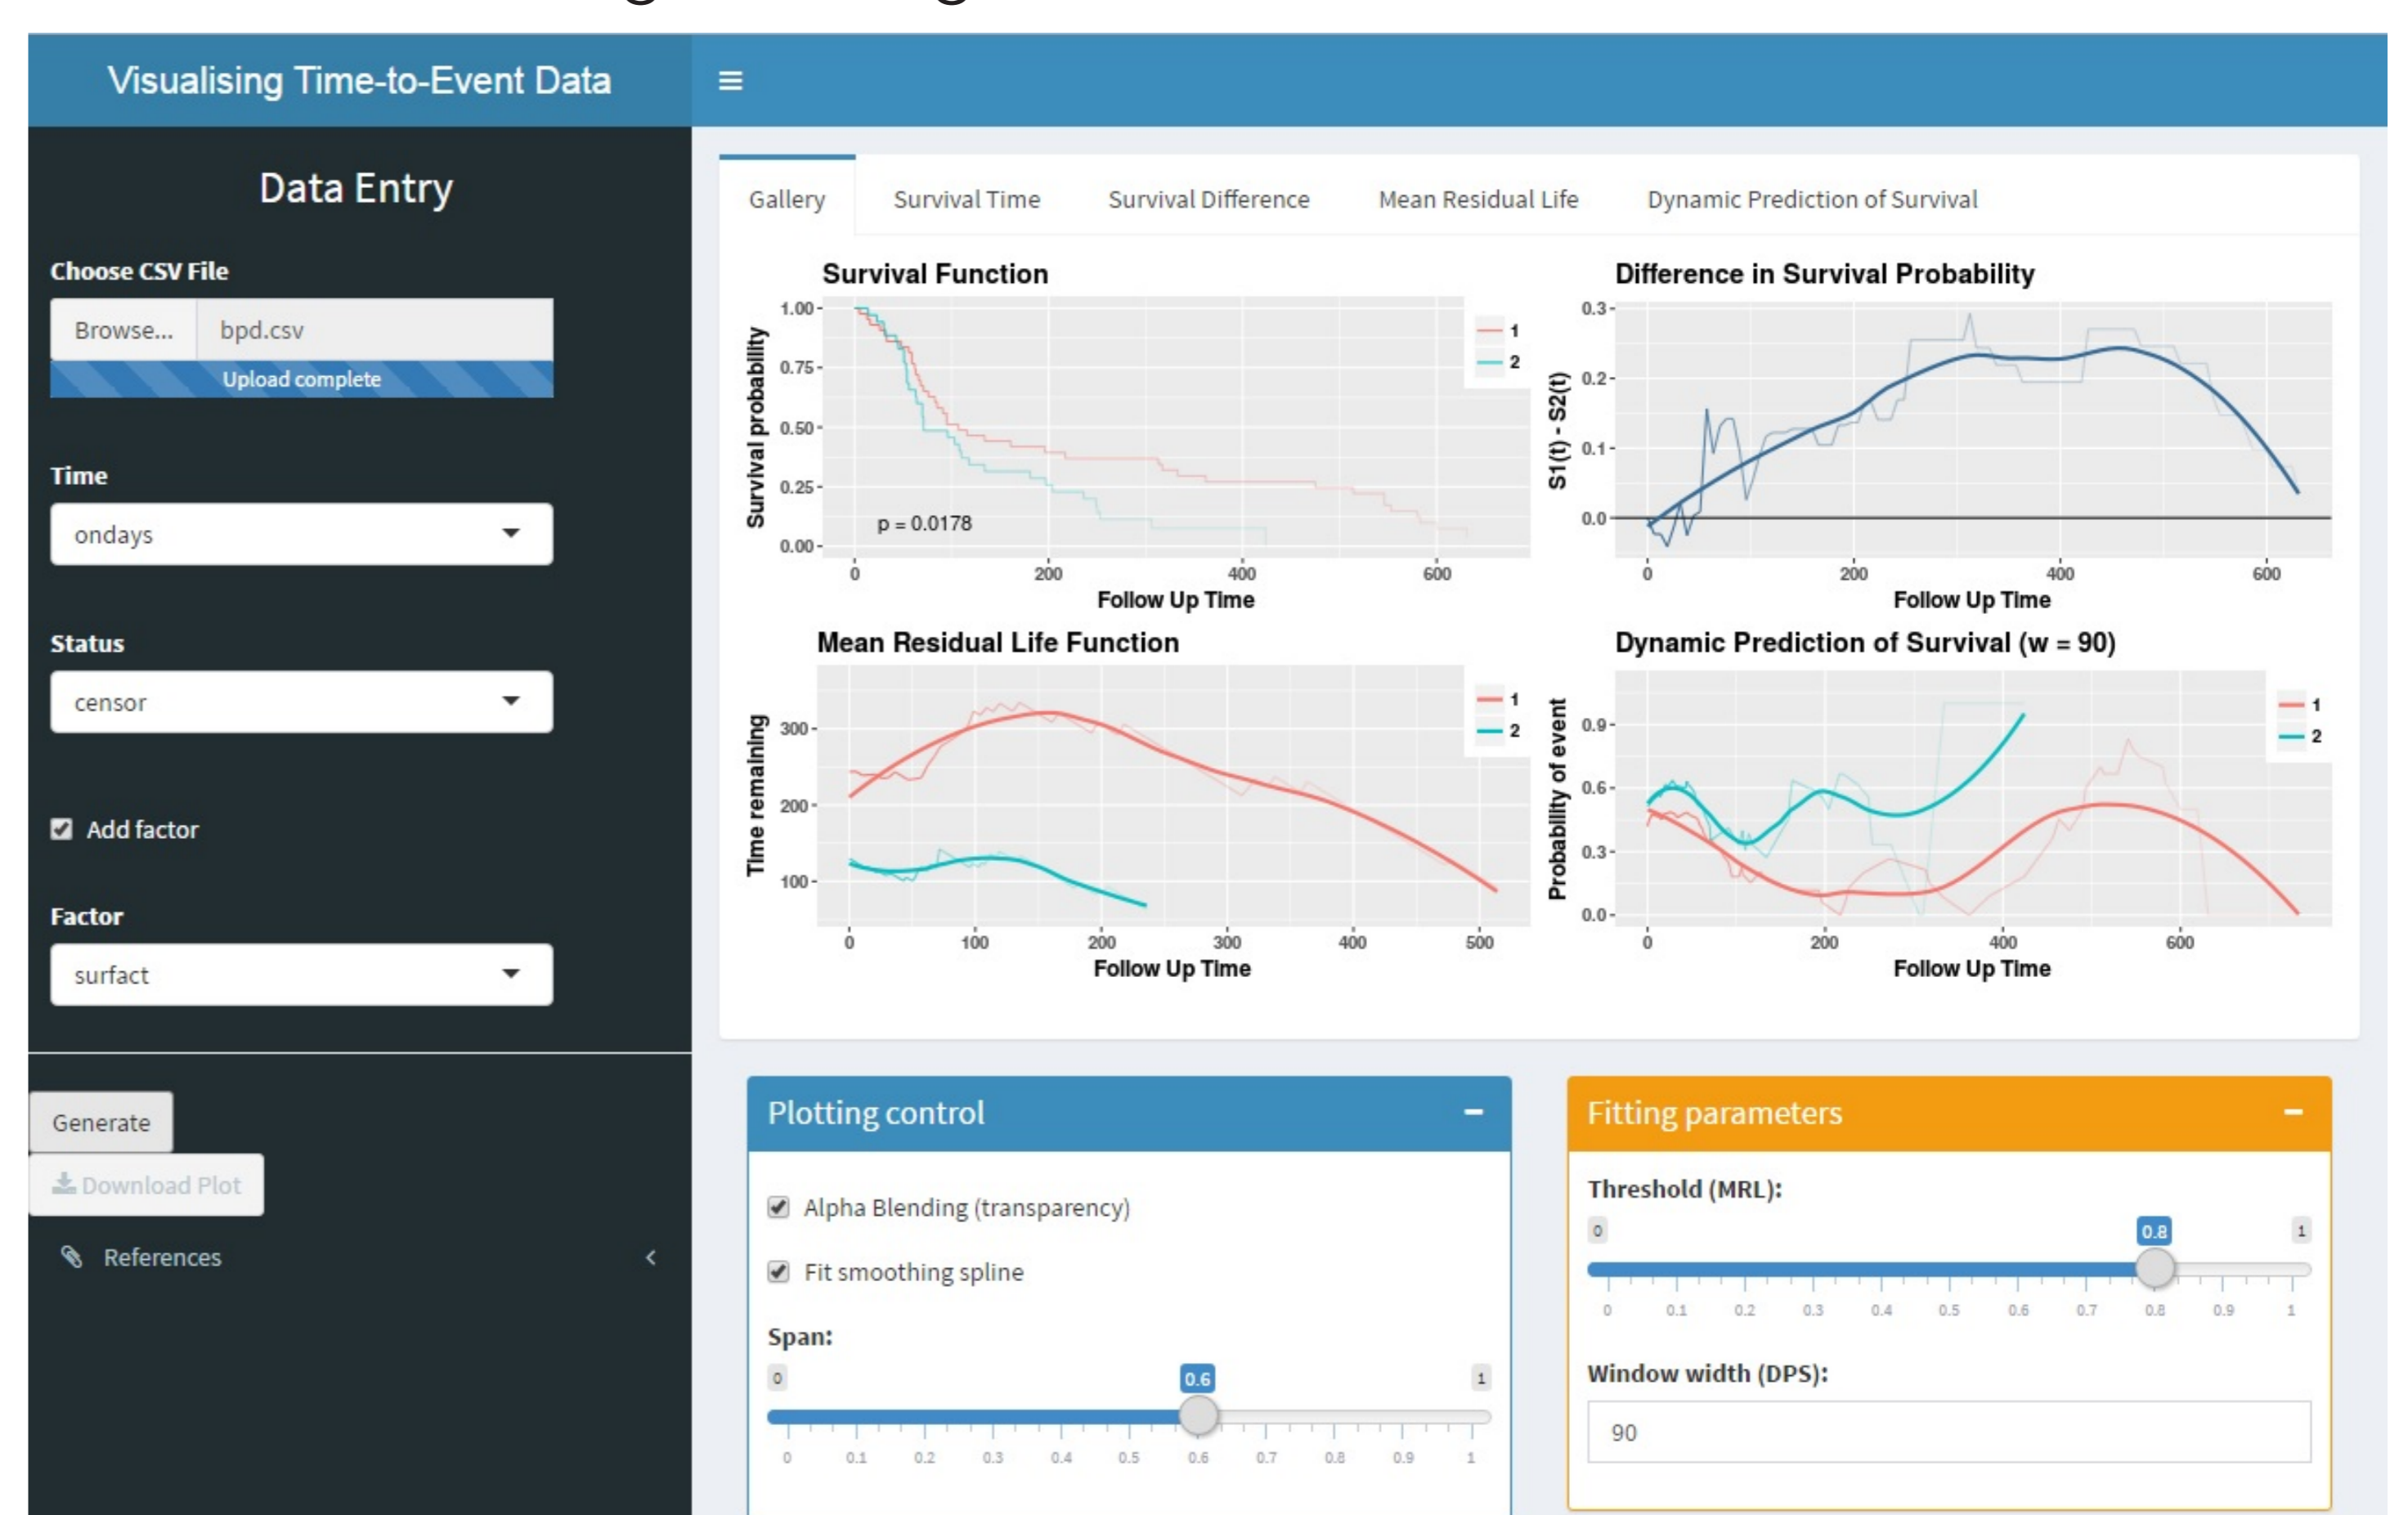 Visualising Time-to-Event Data
Data Entry
Choose CSV File
Browse... bpd.csv
Upload complete
Time
ondays
Status
censor
Add factor
Factor
surfact
Generate
Download Plot
References
Gallery Survival Time Survival Difference Mean Residual Life Dynamic Prediction of Survival
Survival Function
Survival probability
1.00
0.75
0.50
0.25
0.00
p = 0.0178
1
2
0 200 400 600
Follow Up Time
Difference in Survival Probability
S1(t) - S2(t)
0.3
0.2
0.1
0.0
0 200 400 600
Follow Up Time
Mean Residual Life Function
Time remaining
300
200
100
1
2
0 100 200 300 400 500
Follow Up Time
Dynamic Prediction of Survival (w = 90)
Probability of event
0.9
0.6
0.3
0.0
1
2
0 200 400 600
Follow Up Time
Plotting control
Alpha Blending (transparency)
Fit smoothing spline
Span:
0 0.6 1
0 0.1 0.2 0.3 0.4 0.5 0.6 0.7 0.8 0.9 1
Fitting parameters
Threshold (MRL):
0 0.8 1
0 0.1 0.2 0.3 0.4 0.5 0.6 0.7 0.8 0.9 1
Window width (DPS):
90